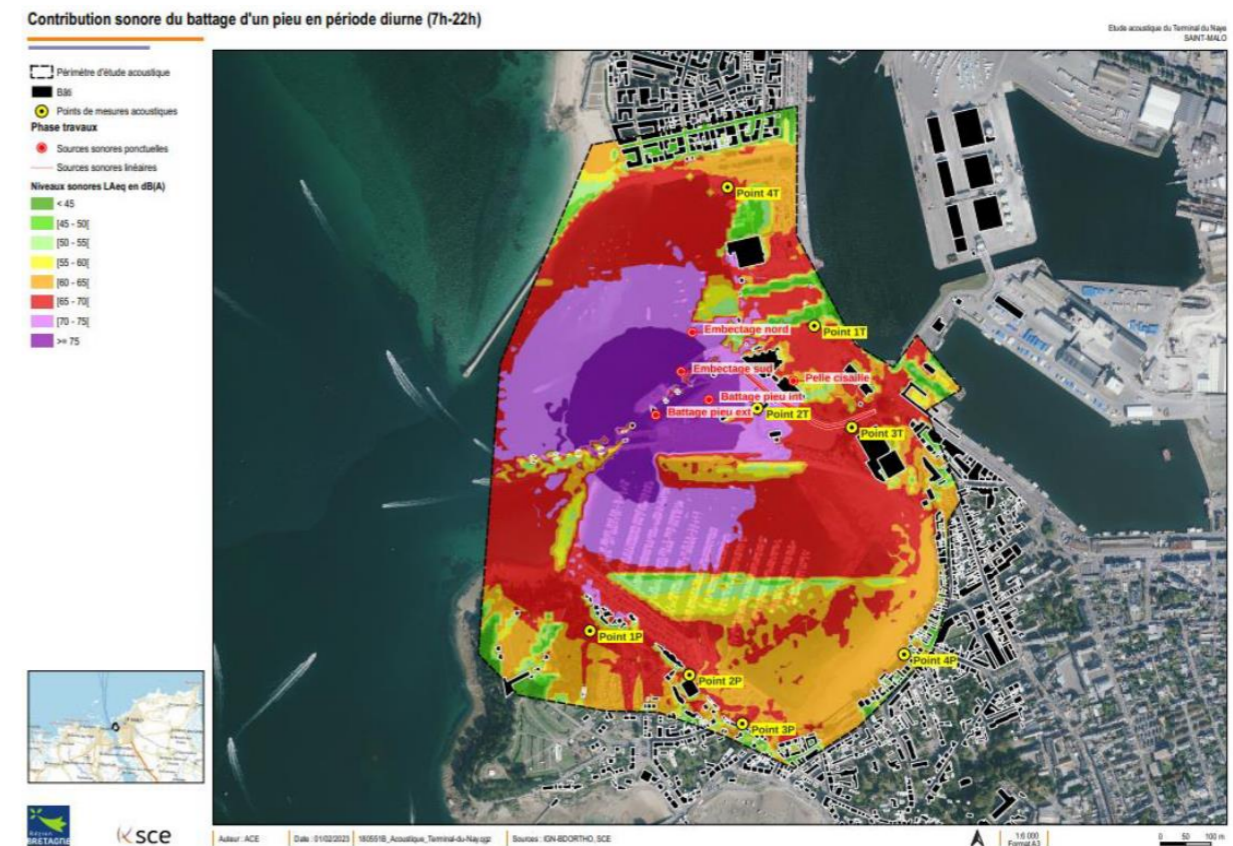 Contribution sonore du battage d'un pieu en période diurne (7h-22h)
Etude acoustique du Terminal du Naye
SAINT-MALO
Périmètre d'étude acoustique
Bâti
Points de mesures acoustiques
Phase travaux
Sources sonores ponctuelles
Sources sonores linéaires
Niveaux sonores LAeq en dB(A)
< 45
[45 - 50[
[50 - 55[
[55 - 60[
[60 - 65[
[65 - 70[
[70 - 75[
>= 75
Point 4T
Embectage nord
Point 1T
Embectage sud
Pelle cisaille
Battage pieu int
Battage pieu ext
Point 2T
Point 3T
Point 1P
Point 4P
Point 2P
Point 3P
BRETAGNE
sce
Auteur : ACE
Date : 01/02/2023
180551B_Acoustique_Terminal-du-Nay.qgz
Sources : IGN-BDORTHO, SCE
1:6 000
Format A3
0 50 100 m